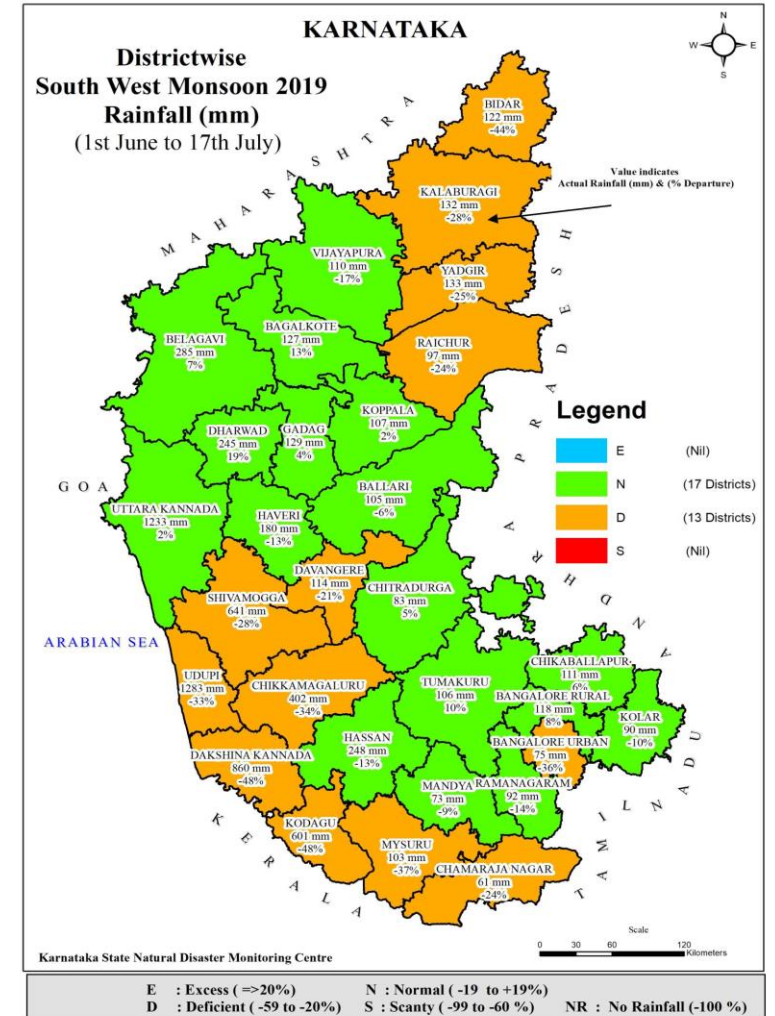 KARNATAKA
Districtwise
South West Monsoon 2019
Rainfall (mm)
(1st June to 17th July)
N
W E
S
MAHARASHTRA
BIDAR
122 mm
-44%
Value indicates
Actual Rainfall (mm) & (% Departure)
KALABURAGI
132 mm
-28%
VIJAYAPURA
110 mm
-17%
YADGIR
133 mm
-25%
BAGALKOTE
127 mm
13%
BELAGAVI
285 mm
7%
RAICHUR
97 mm
-24%
ANDHRA PRADESH
KOPPALA
107 mm
2%
GADAG
129 mm
4%
DHARWAD
245 mm
19%
Legend
E (Nil)
N (17 Districts)
D (13 Districts)
S (Nil)
GOA
BALLARI
105 mm
-6%
UTTARA KANNADA
1233 mm
2%
HAVERI
180 mm
-13%
DAVANGERE
114 mm
-21%
CHITRADURGA
83 mm
5%
SHIVAMOGGA
641 mm
-28%
ARABIAN SEA
UDUPI
1283 mm
-33%
CHIKKAMAGALURU
402 mm
-34%
TUMAKURU
106 mm
10%
CHIKABALLAPUR
111 mm
6%
BANGALORE RURAL
118 mm
8%
KOLAR
90 mm
-10%
BANGALORE URBAN
75 mm
-36%
HASSAN
248 mm
-13%
DAKSHINA KANNADA
860 mm
-48%
MANDYA
73 mm
-9%
RAMANAGARAM
92 mm
-14%
TAMILNADU
KERALA
KODAGU
601 mm
-48%
MYSURU
103 mm
-37%
CHAMARAJA NAGAR
61 mm
-24%
Scale
0 30 60 120
Kilometers
Karnataka State Natural Disaster Monitoring Centre
E : Excess ( =>20%) N : Normal ( -19 to +19%)
D : Deficient ( -59 to -20%) S : Scanty ( -99 to -60 %) NR : No Rainfall (-100 %)